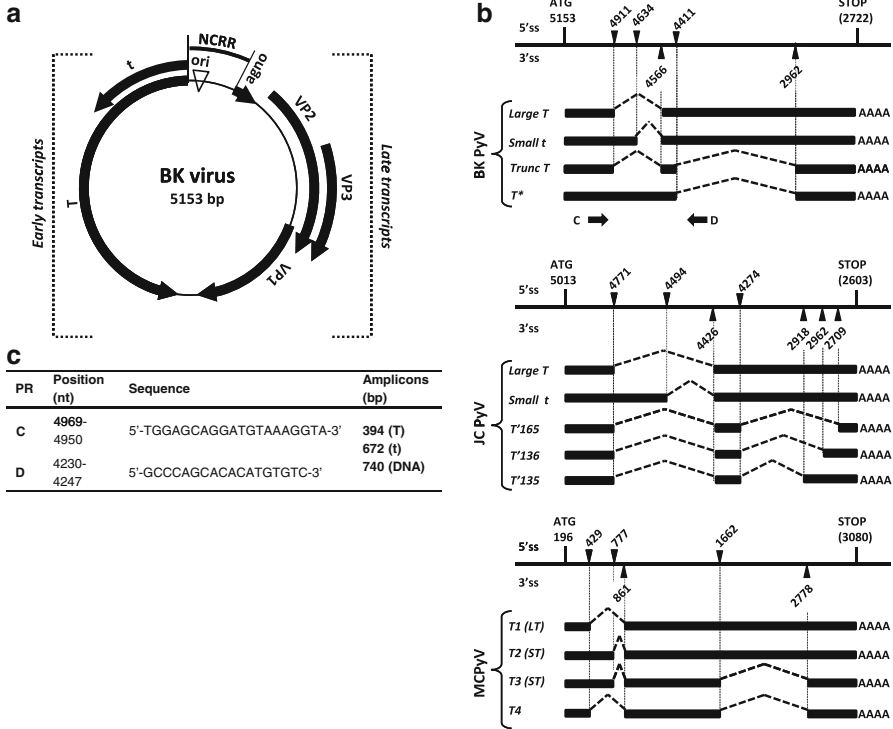 a
NCRR
ori
agno
t
VP2
VP3
VP1
T
BK virus
5153 bp
Early transcripts
Late transcripts
b
ATG
5153
STOP
(2722)
5'ss
3'ss
4911
4634
4411
4566
2962
BK PyV
Large T
AAAA
Small t
AAAA
Trunc T
AAAA
T*
AAAA
C
D
ATG
5013
STOP
(2603)
5'ss
3'ss
4771
4494
4274
4426
2918
2962
2709
JC PyV
Large T
AAAA
Small t
AAAA
T'165
AAAA
T'136
AAAA
T'135
AAAA
ATG
196
STOP
(3080)
5'ss
3'ss
429
777
1662
861
2778
MCPyV
T1 (LT)
AAAA
T2 (ST)
AAAA
T3 (ST)
AAAA
T4
AAAA
c
PR Position (nt) Sequence Amplicons (bp)
C 4969-4950 5'-TGGAGCAGGATGTAAAGGTA-3' 394 (T)
672 (t)
740 (DNA)
D 4230-4247 5'-GCCCAGCACACATGTGTC-3'